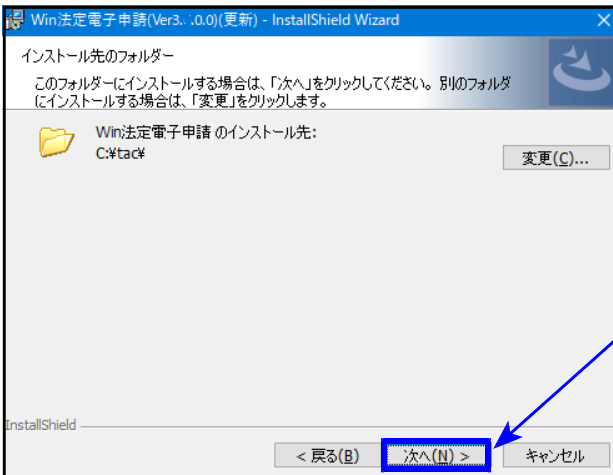 Win法定電子申請(Ver3. .0.0)(更新) - InstallShield Wizard
インストール先のフォルダー
このフォルダーにインストールする場合は、「次へ」をクリックしてください。別のフォルダ
にインストールする場合は、「変更」をクリックします。
Win法定電子申請 のインストール先:
C:¥tac¥
変更(C)...
InstallShield
< 戻る(B)
次へ(N) >
キャンセル